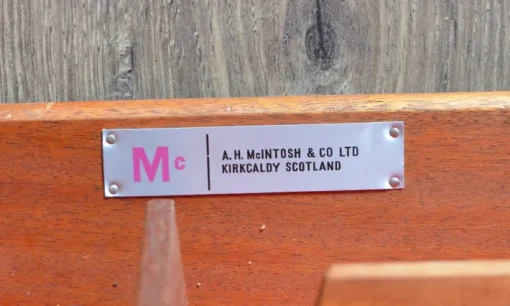 Mc
A.H. McINTOSH & CO LTD
KIRKCALDY SCOTLAND